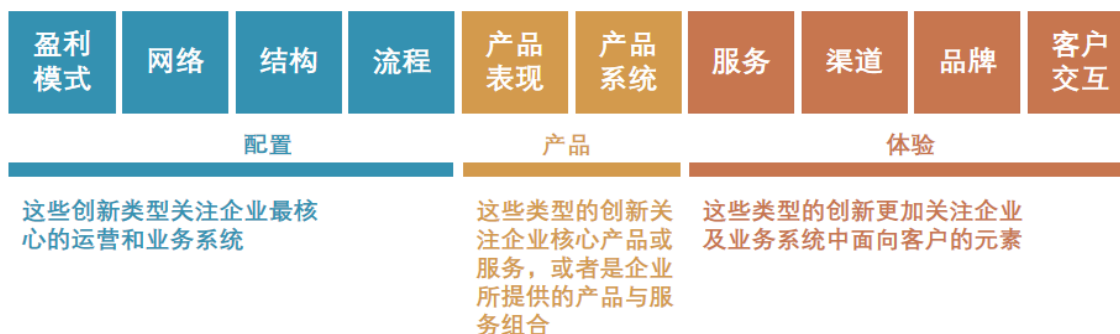 盈利
模式
网络
结构
流程
产品
表现
产品
系统
服务
渠道
品牌
客户
交互
配置
产品
体验
这些创新类型关注企业最核
心的运营和业务系统
这些类型的创新关
注企业核心产品或
服务，或者是企业
所提供的产品与服
务组合
这些类型的创新更加关注企业
及业务系统中面向客户的元素